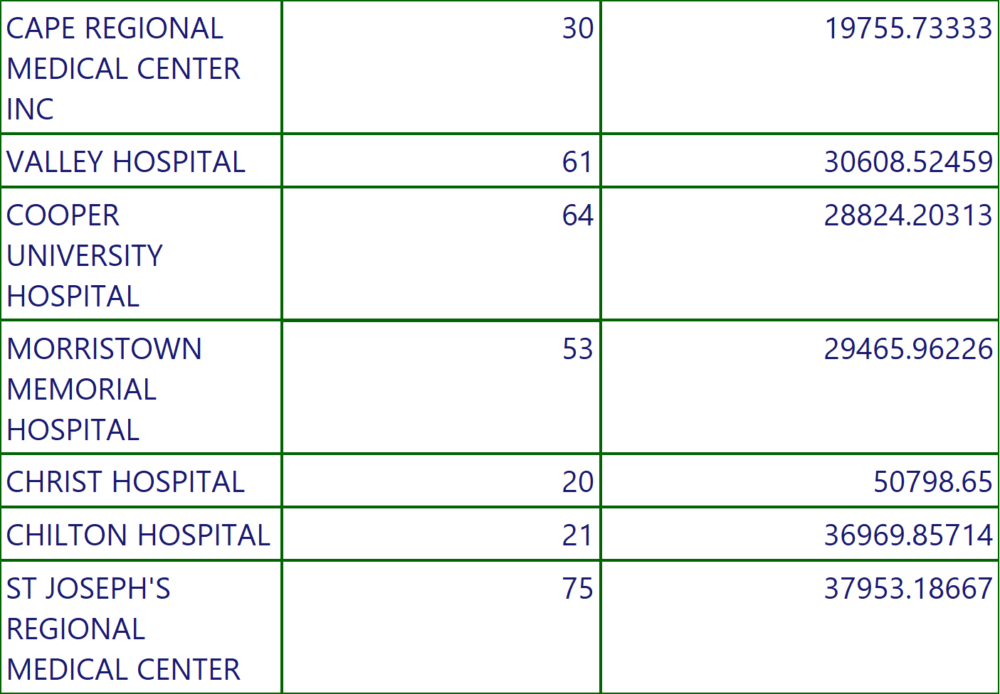 CAPE REGIONAL 30 19755.73333
MEDICAL CENTER
INC
VALLEY HOSPITAL 61 30608.52459
COOPER 64 28824.20313
UNIVERSITY
HOSPITAL
MORRISTOWN 53 29465.96226
MEMORIAL
HOSPITAL
CHRIST HOSPITAL 20 50798.65
CHILTON HOSPITAL 21 36969.85714
ST JOSEPH'S 75 37953.18667
REGIONAL
MEDICAL CENTER